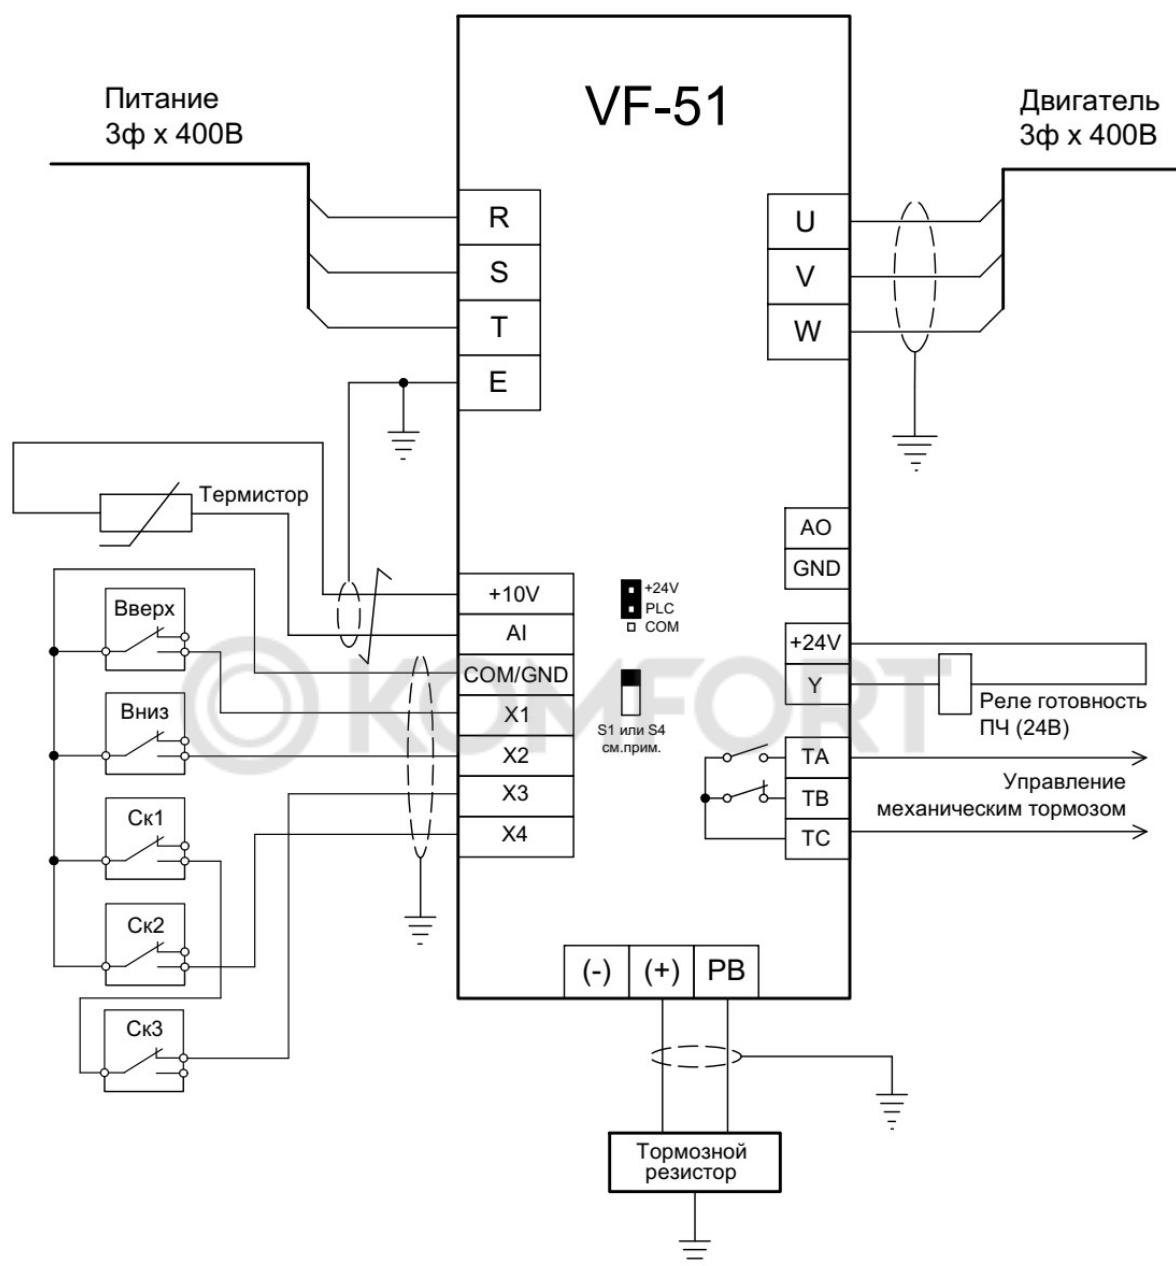 VF-51
Питание
3ф x 400В
Двигатель
3ф x 400В
R
S
T
E
U
V
W
Термистор
AO
GND
+10V
AI
COM/GND
X1
X2
X3
X4
+24V
PLC
COM
S1 или S4
см.прим.
+24V
Y
Реле готовность
ПЧ (24В)
TA
TB
TC
Управление
механическим тормозом
Вверх
Вниз
Ск1
Ск2
Ск3
KOMFORT
(-)
(+)
PB
Тормозной
резистор